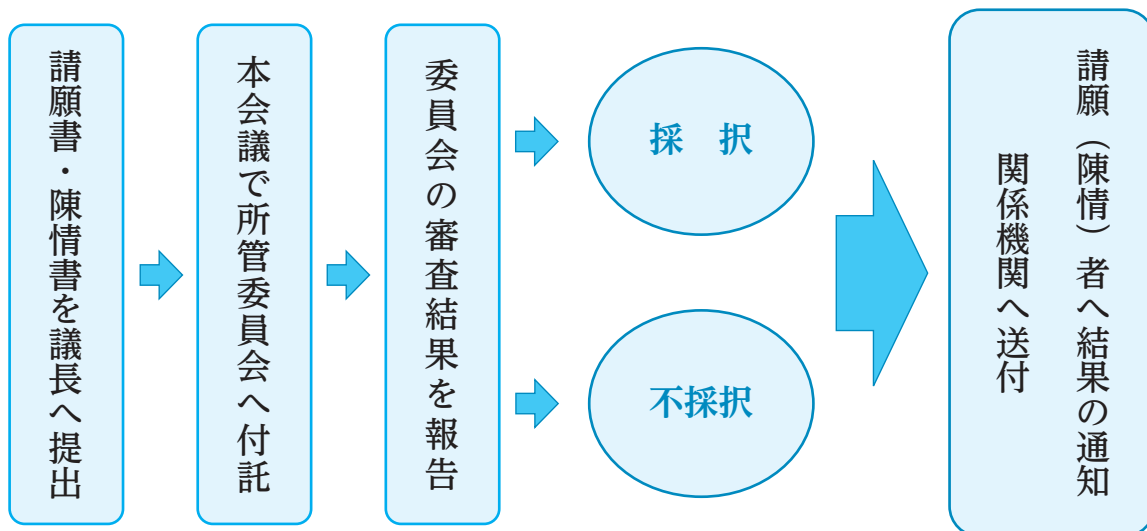 請願書・陳情書を議長へ提出
本会議で所管委員会へ付託
委員会の審査結果を報告
採　択
不採択
請願（陳情）者へ結果の通知
関係機関へ送付